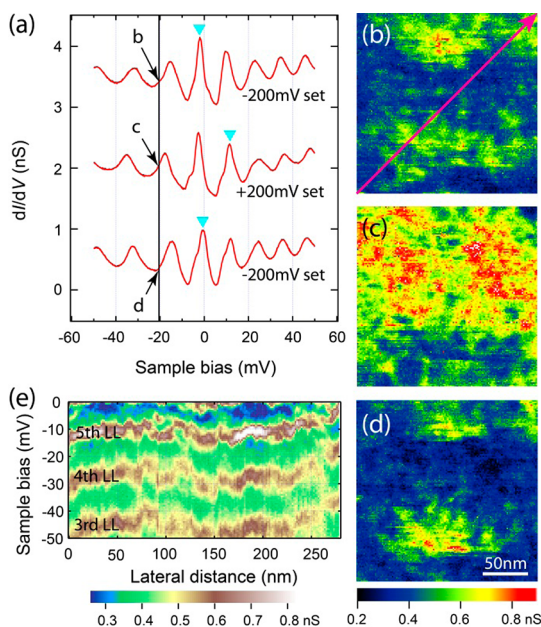 (a)
b
-200mV set
c
+200mV set
-200mV set
d
dI/dV (nS)
4
2
0
-60 -40 -20 0 20 40 60
Sample bias (mV)
(b)
(c)
(d)
50nm
0.2 0.4 0.6 0.8 nS
(e)
Sample bias (mV)
0
-10
-20
-30
-40
-50
5th LL
4th LL
3rd LL
0 50 100 150 200 250
Lateral distance (nm)
0.3 0.4 0.5 0.6 0.7 0.8 nS